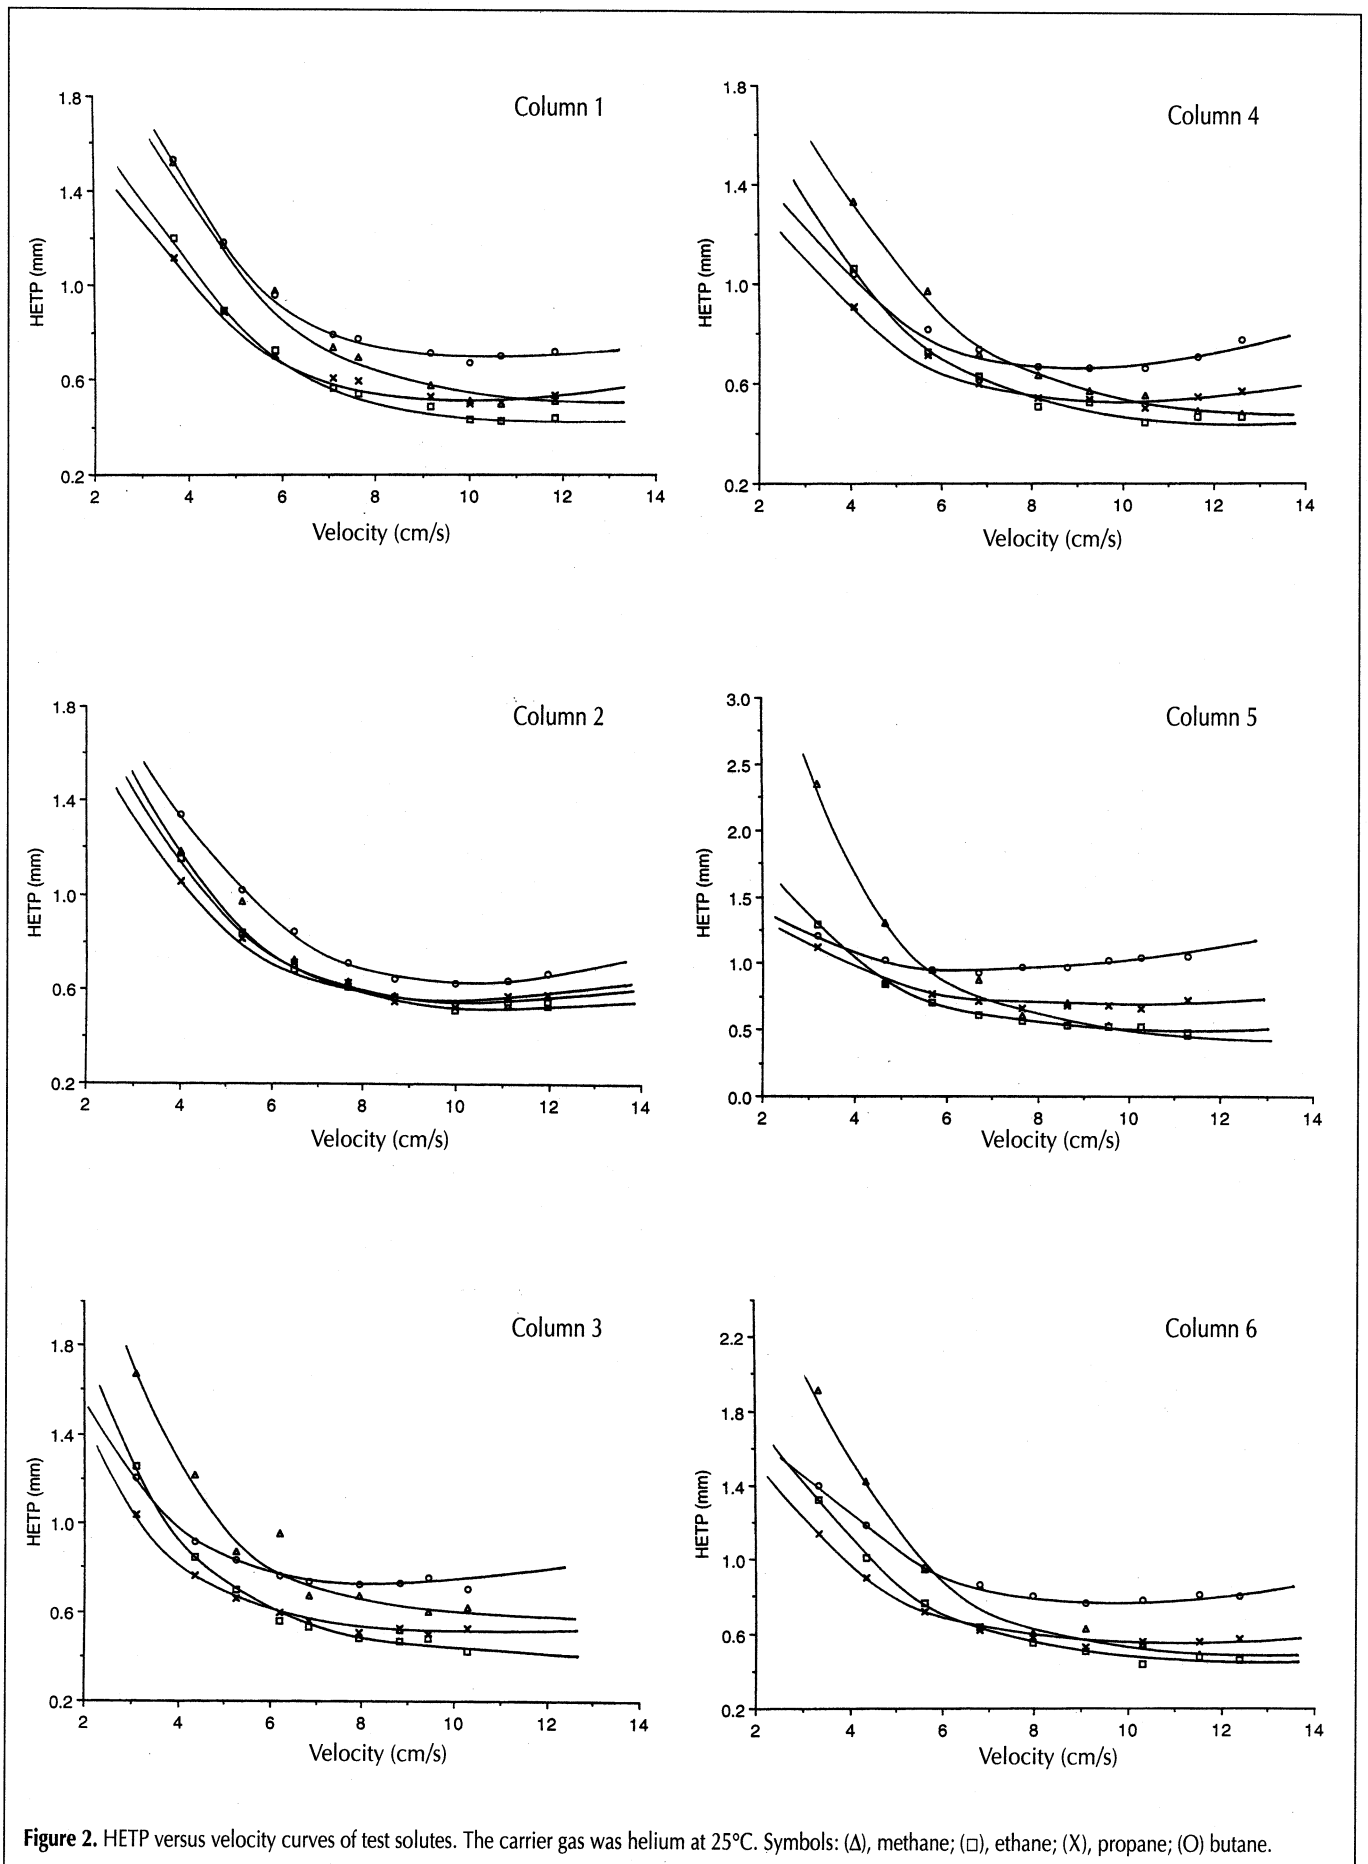 Column 1
1.8
1.4
1.0
0.6
0.2
HETP (mm)
2 4 6 8 10 12 14
Velocity (cm/s)
Column 4
1.8
1.4
1.0
0.6
0.2
HETP (mm)
2 4 6 8 10 12 14
Velocity (cm/s)
Column 2
1.8
1.4
1.0
0.6
0.2
HETP (mm)
2 4 6 8 10 12 14
Velocity (cm/s)
Column 5
3.0
2.5
2.0
1.5
1.0
0.5
0.0
HETP (mm)
2 4 6 8 10 12 14
Velocity (cm/s)
Column 3
1.8
1.4
1.0
0.6
0.2
HETP (mm)
2 4 6 8 10 12 14
Velocity (cm/s)
Column 6
2.2
1.8
1.4
1.0
0.6
0.2
HETP (mm)
2 4 6 8 10 12 14
Velocity (cm/s)
Figure 2. HETP versus velocity curves of test solutes. The carrier gas was helium at 25°C. Symbols: (Δ), methane; (□), ethane; (X), propane; (O) butane.